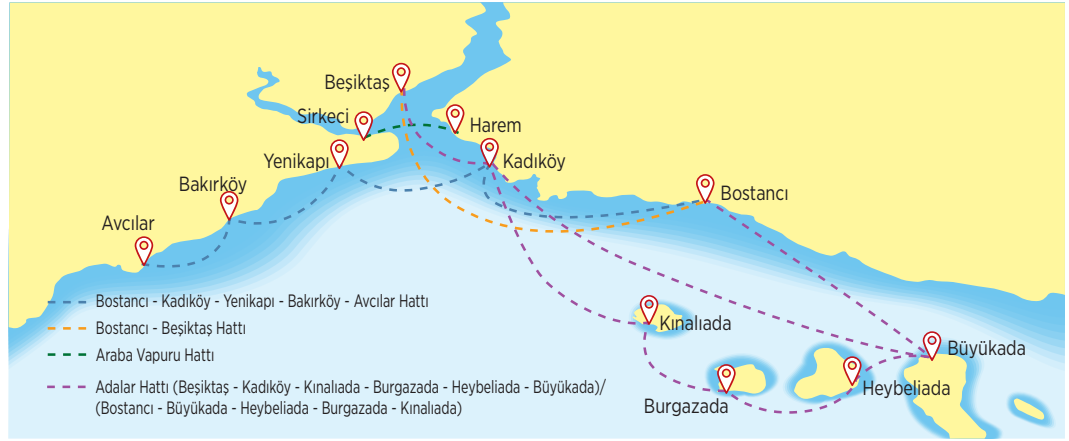 Beşiktaş
Sirkeci
Harem
Yenikapı
Kadıköy
Bakırköy
Bostancı
Avcılar
Bostancı - Kadıköy - Yenikapı - Bakırköy - Avcılar Hattı
Bostancı - Beşiktaş Hattı
Araba Vapuru Hattı
Adalar Hattı (Beşiktaş - Kadıköy - Kınalıada - Burgazada - Heybeliada - Büyükada)/
(Bostancı - Büyükada - Heybeliada - Burgazada - Kınalıada)
Kınalıada
Büyükada
Heybeliada
Burgazada